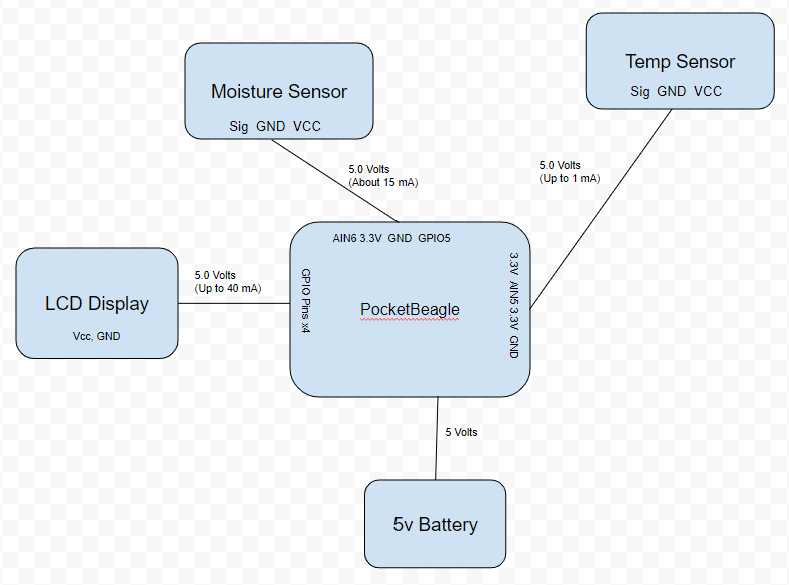 Temp Sensor
Sig GND VCC
Moisture Sensor
Sig GND VCC
5.0 Volts
(About 15 mA)
5.0 Volts
(Up to 1 mA)
AIN6 3.3V GND GPIO5
3.3V AIN5 3.3V GND
GPIO Pins x4
PocketBeagle
5.0 Volts
(Up to 40 mA)
LCD Display
Vcc, GND
5 Volts
5v Battery